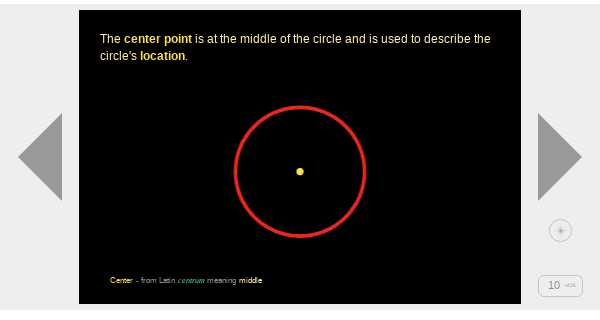 The center point is at the middle of the circle and is used to describe the
circle's location.
Center - from Latin centrum meaning middle
10